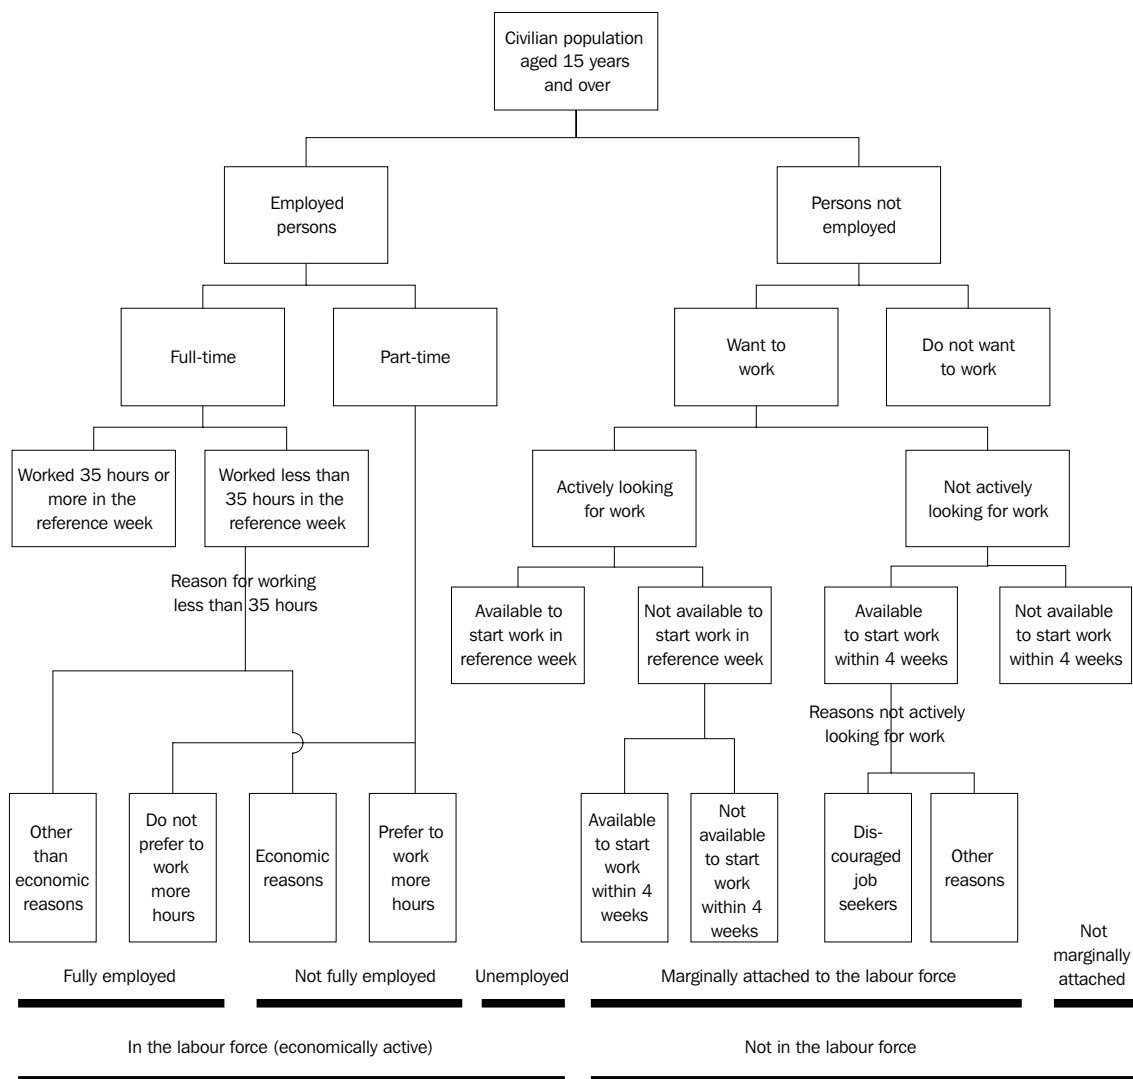 Civilian population
aged 15 years
and over
Employed
persons
Persons not
employed
Full-time
Part-time
Want to
work
Do not want
to work
Worked 35 hours or
more in the
reference week
Worked less than
35 hours in the
reference week
Actively looking
for work
Not actively
looking for work
Reason for working
less than 35 hours
Available to
start work in
reference week
Not available to
start work in
reference week
Available
to start work
within 4 weeks
Not available
to start work
within 4 weeks
Reasons not actively
looking for work
Other
than
economic
reasons
Do not
prefer to
work
more
hours
Economic
reasons
Prefer to
work
more
hours
Available
to start
work
within 4
weeks
Not
available
to start
work
within 4
weeks
Dis-
couraged
job
seekers
Other
reasons
Fully employed
Not fully employed
Unemployed
Marginally attached to the labour force
Not
marginally
attached
In the labour force (economically active)
Not in the labour force